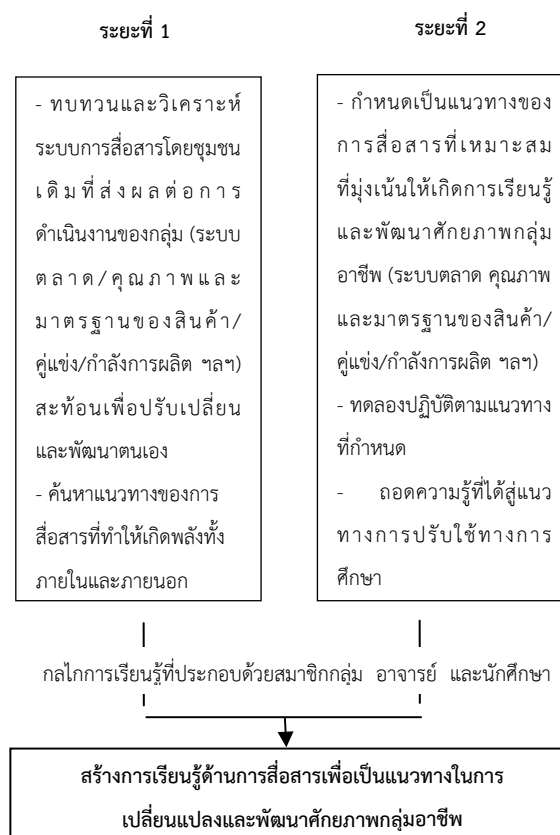 ระยะที่ 1
- ทบทวนและวิเคราะห์
ระบบการสื่อสารโดยชุมชน
เดิมที่ส่งผลต่อการ
ดำเนินงานของกลุ่ม (ระบบ
ตลาด/คุณภาพและ
มาตรฐานของสินค้า/
คู่แข่ง/กำลังการผลิต ฯลฯ)
สะท้อนเพื่อปรับเปลี่ยน
และพัฒนาตนเอง
- ค้นหาแนวทางของการ
สื่อสารที่ทำให้เกิดพลังทั้ง
ภายในและภายนอก
ระยะที่ 2
- กำหนดเป็นแนวทางของ
การสื่อสารที่เหมาะสม
ที่มุ่งเน้นให้เกิดการเรียนรู้
และพัฒนาศักยภาพกลุ่ม
อาชีพ (ระบบตลาด คุณภาพ
และมาตรฐานของสินค้า/
คู่แข่ง/กำลังการผลิต ฯลฯ)
- ทดลองปฏิบัติตามแนวทาง
ที่กำหนด
- ถอดความรู้ที่ได้สู่แนว
ทางการปรับใช้ทางการ
ศึกษา
กลไกการเรียนรู้ที่ประกอบด้วยสมาชิกกลุ่ม อาจารย์ และนักศึกษา
สร้างการเรียนรู้ด้านการสื่อสารเพื่อเป็นแนวทางในการ
เปลี่ยนแปลงและพัฒนาศักยภาพกลุ่มอาชีพ